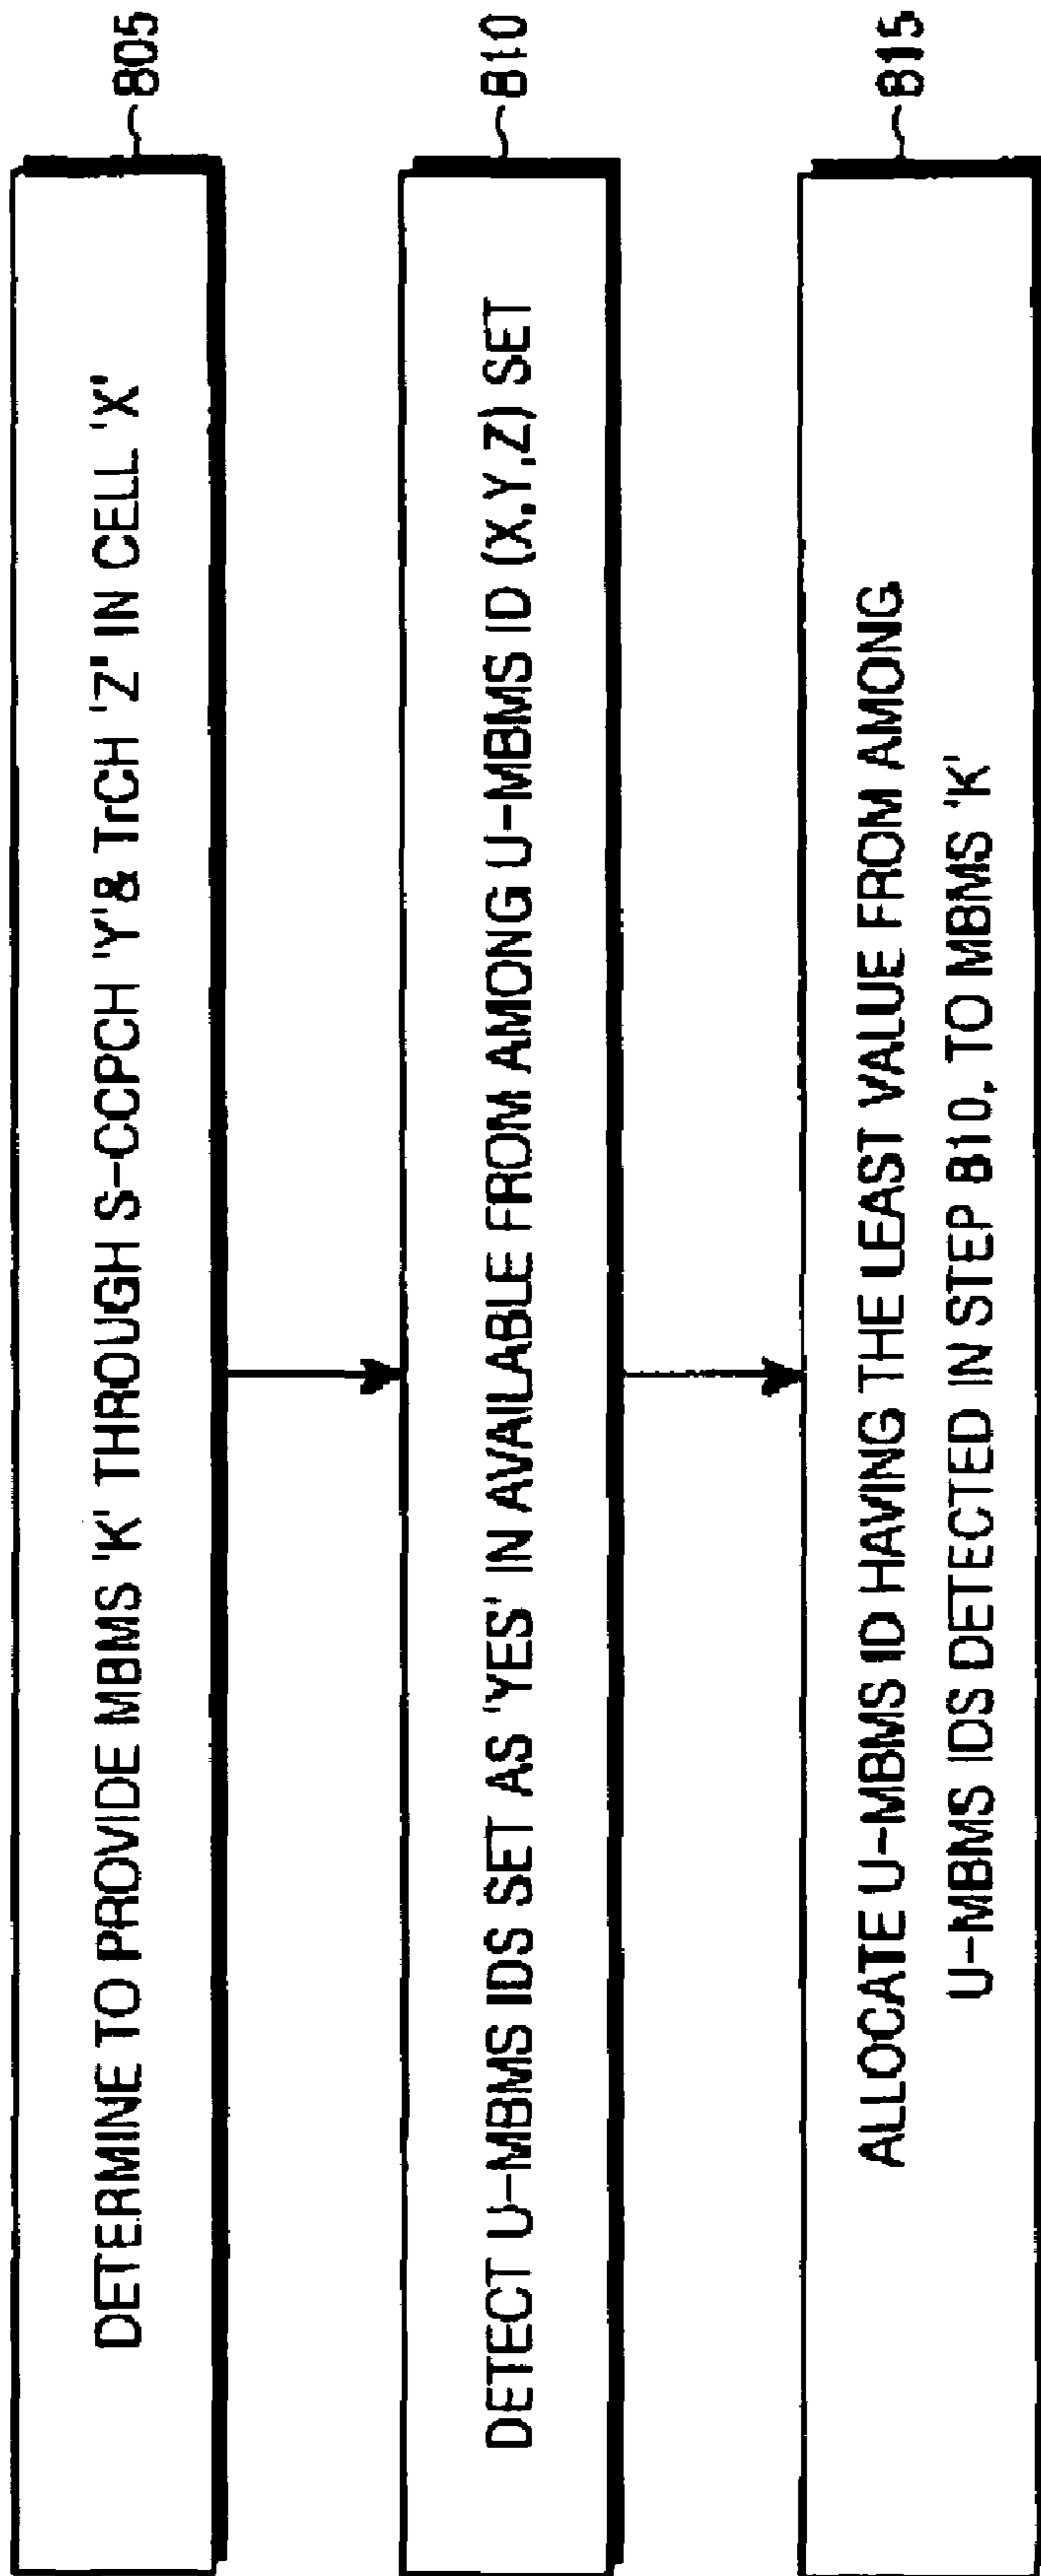 DETERMINE TO PROVIDE MBMS 'K' THROUGH S-CCPCH 'Y'& TrCH 'Z' IN CELL 'X'
805
DETECT U-MBMS IDS SET AS 'YES' IN AVAILABLE FROM AMONG U-MBMS ID (X,Y,Z) SET
810
ALLOCATE U-MBMS ID HAVING THE LEAST VALUE FROM AMONG
U-MBMS IDS DETECTED IN STEP 810, TO MBMS 'K'
815